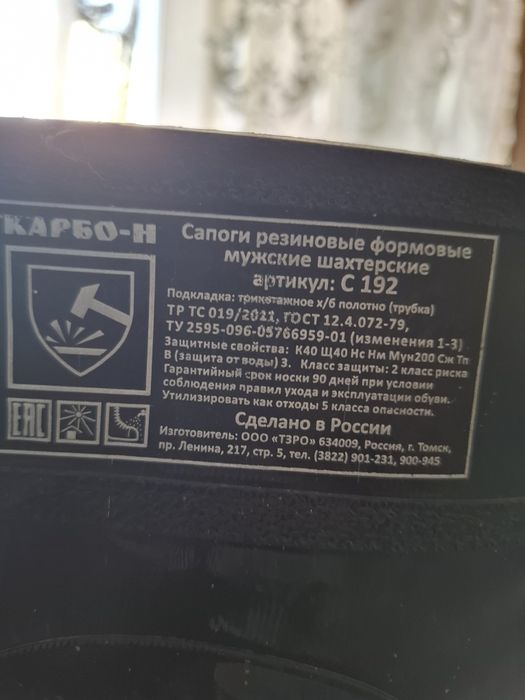 КАРБО-Н
Сапоги резиновые формовые
мужские шахтерские
артикул: С 192
Подкладка: трикотажное х/б полотно (трубка)
ТР ТС 019/2011, ГОСТ 12.4.072-79,
ТУ 2595-096-05766959-01 (изменения 1-3)
Защитные свойства: К40 Щ40 Нс Нм Мун200 Сж Тп
В (защита от воды) 3. Класс защиты: 2 класс риска
Гарантийный срок носки 90 дней при условии
соблюдения правил ухода и эксплуатации обуви.
Утилизировать как отходы 5 класса опасности.
Сделано в России
Изготовитель: ООО «ТЗРО» 634009, Россия, г. Томск,
пр. Ленина, 217, стр. 5, тел. (3822) 901-231, 900-945
EAC